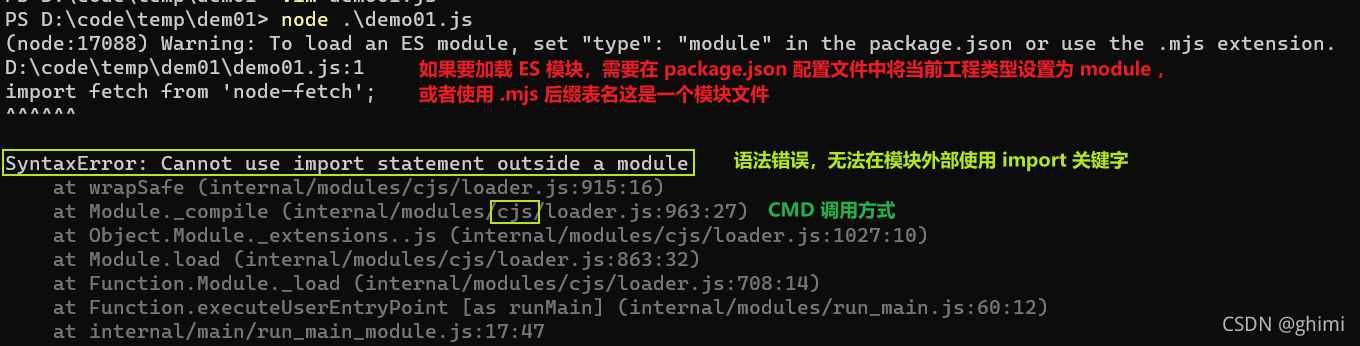 PS D:\code\temp\dem01> node .\demo01.js
(node:17088) Warning: To load an ES module, set "type": "module" in the package.json or use the .mjs extension.
D:\code\temp\dem01\demo01.js:1
如果要加载 ES 模块，需要在 package.json 配置文件中将当前工程类型设置为 module ，
import fetch from 'node-fetch';
或者使用 .mjs 后缀表名这是一个模块文件
^^^^^^
SyntaxError: Cannot use import statement outside a module
语法错误，无法在模块外部使用 import 关键字
at wrapSafe (internal/modules/cjs/loader.js:915:16)
at Module._compile (internal/modules/cjs/loader.js:963:27)
CMD 调用方式
at Object.Module._extensions..js (internal/modules/cjs/loader.js:1027:10)
at Module.load (internal/modules/cjs/loader.js:863:32)
at Function.Module._load (internal/modules/cjs/loader.js:708:14)
at Function.executeUserEntryPoint [as runMain] (internal/modules/run_main.js:60:12)
at internal/main/run_main_module.js:17:47
CSDN @ghimi